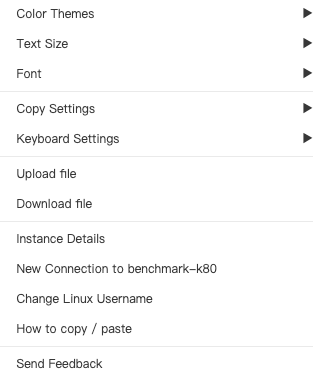 Color Themes
Text Size
Font
Copy Settings
Keyboard Settings
Upload file
Download file
Instance Details
New Connection to benchmark-k80
Change Linux Username
How to copy / paste
Send Feedback